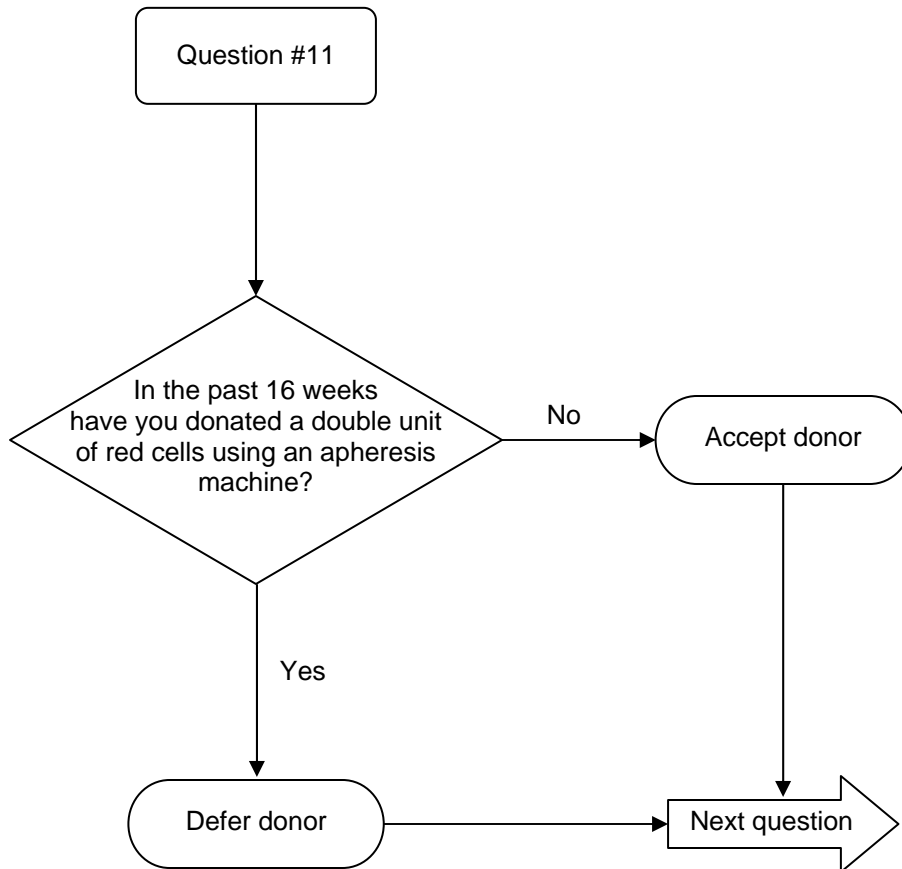 Question #11
In the past 16 weeks
have you donated a double unit
of red cells using an apheresis
machine?
No
Accept donor
Yes
Defer donor
Next question